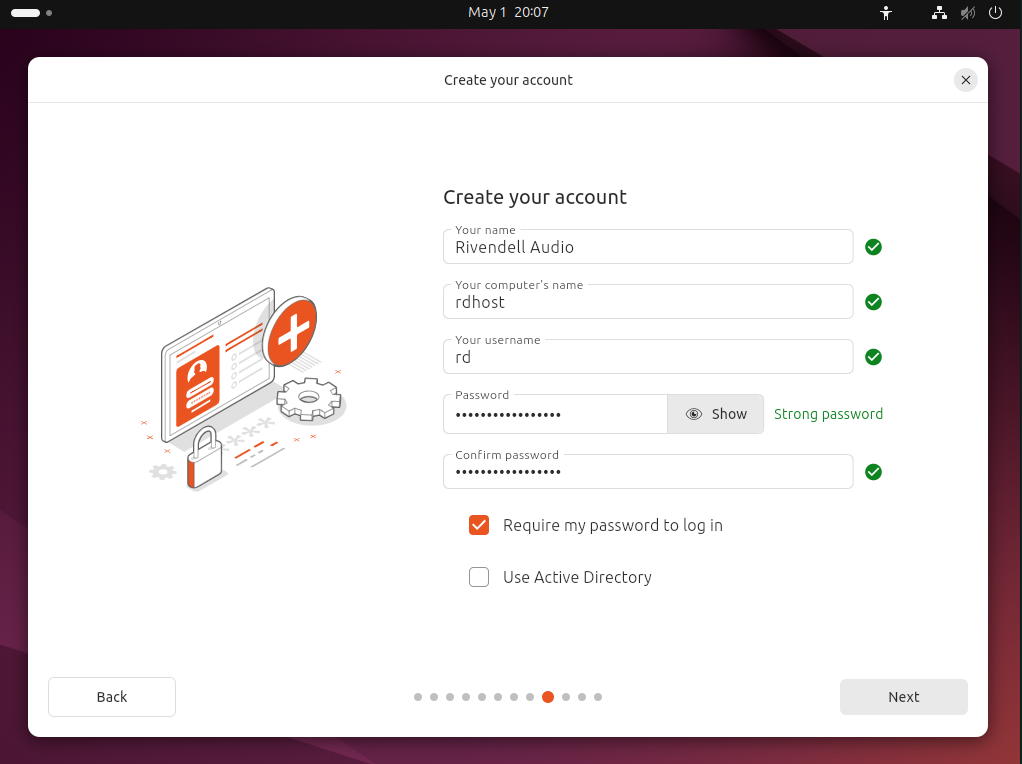 May 1 20:07
Create your account
Create your account
Your name
Rivendell Audio
Your computer's name
rdhost
Your username
rd
Password
•••••••••••••••••
Show
Strong password
Confirm password
•••••••••••••••••
Require my password to log in
Use Active Directory
Back
Next